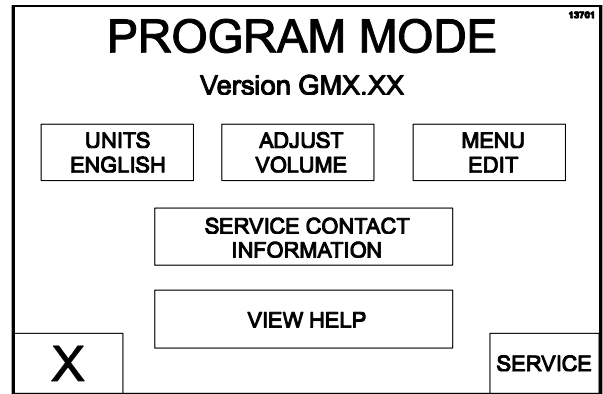 13701
PROGRAM MODE
Version GMX.XX
UNITS
ENGLISH
ADJUST
VOLUME
MENU
EDIT
SERVICE CONTACT
INFORMATION
VIEW HELP
X
SERVICE